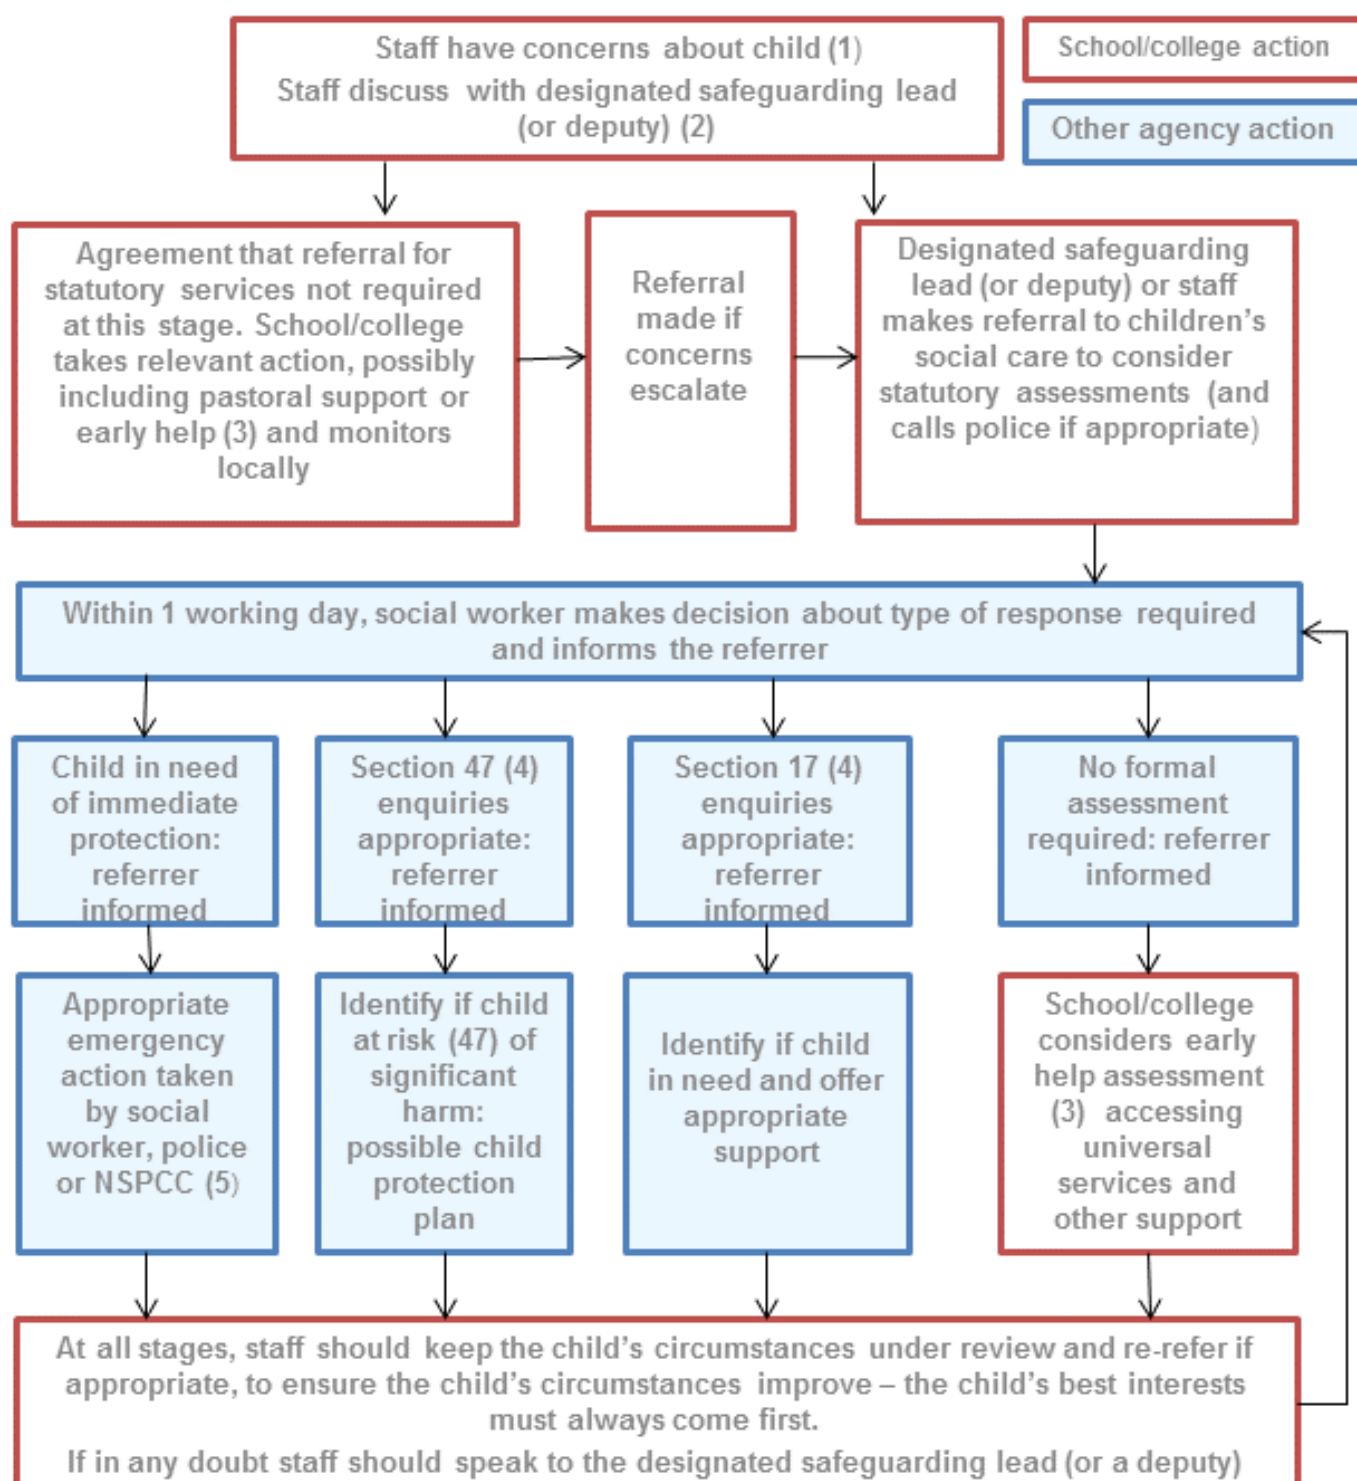 Staff have concerns about child (1)
Staff discuss with designated safeguarding lead
(or deputy) (2)
School/college action
Other agency action
Agreement that referral for
statutory services not required
at this stage. School/college
takes relevant action, possibly
including pastoral support or
early help (3) and monitors
locally
Referral
made if
concerns
escalate
Designated safeguarding
lead (or deputy) or staff
makes referral to children’s
social care to consider
statutory assessments (and
calls police if appropriate)
Within 1 working day, social worker makes decision about type of response required
and informs the referrer
Child in need
of immediate
protection:
referrer
informed
Section 47 (4)
enquiries
appropriate:
referrer
informed
Section 17 (4)
enquiries
appropriate:
referrer
informed
No formal
assessment
required: referrer
informed
Appropriate
emergency
action taken
by social
worker, police
or NSPCC (5)
Identify if child
at risk (47) of
significant
harm:
possible child
protection
plan
Identify if child
in need and offer
appropriate
support
School/college
considers early
help assessment
(3) accessing
universal
services and
other support
At all stages, staff should keep the child’s circumstances under review and re-refer if
appropriate, to ensure the child’s circumstances improve – the child’s best interests
must always come first.
If in any doubt staff should speak to the designated safeguarding lead (or a deputy)